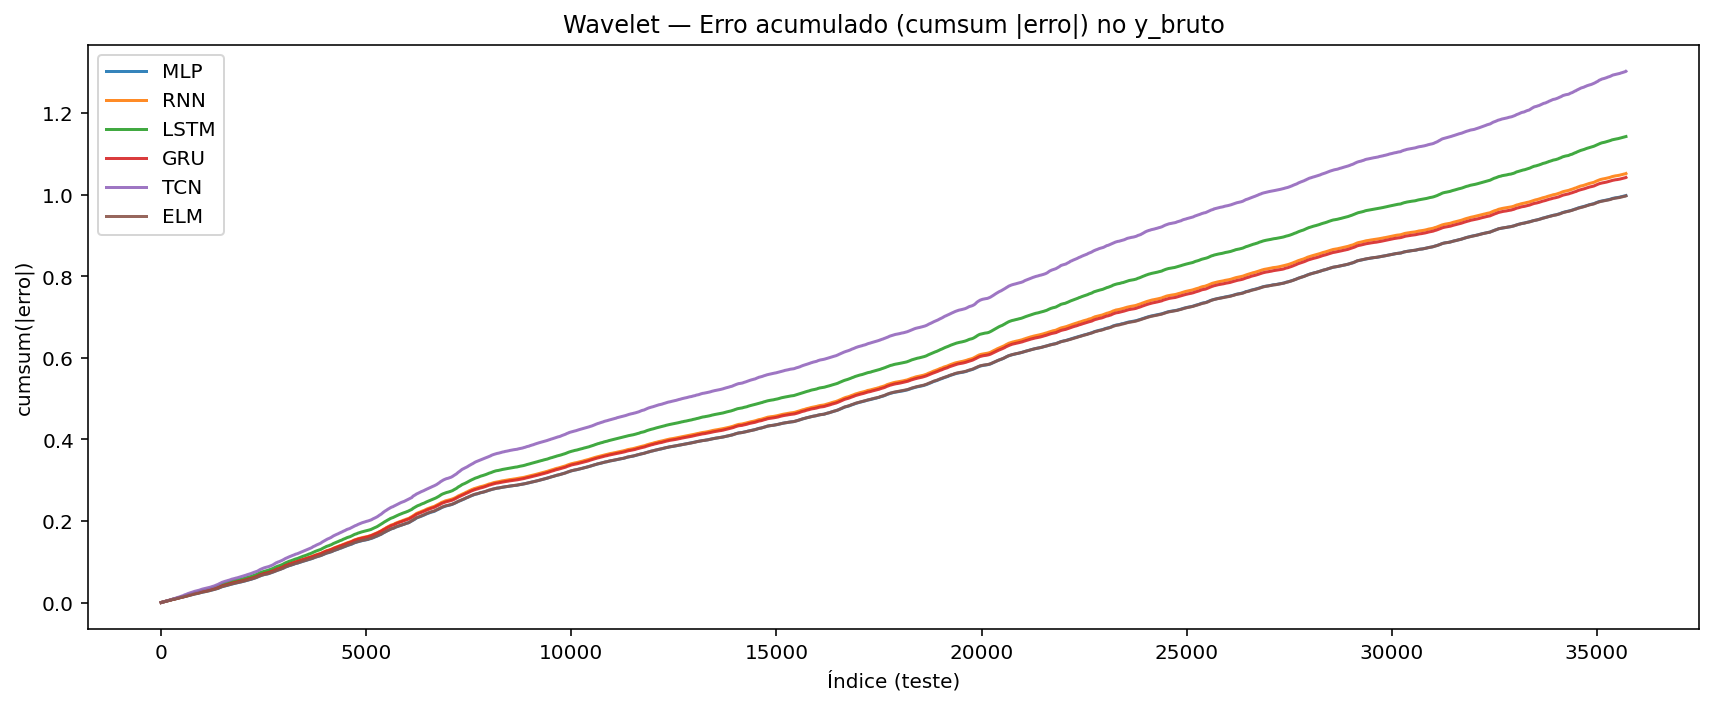 Wavelet — Erro acumulado (cumsum |erro|) no y_bruto
MLP
RNN
LSTM
GRU
TCN
ELM
cumsum(|erro|)
1.2
1.0
0.8
0.6
0.4
0.2
0.0
0 5000 10000 15000 20000 25000 30000 35000
Índice (teste)